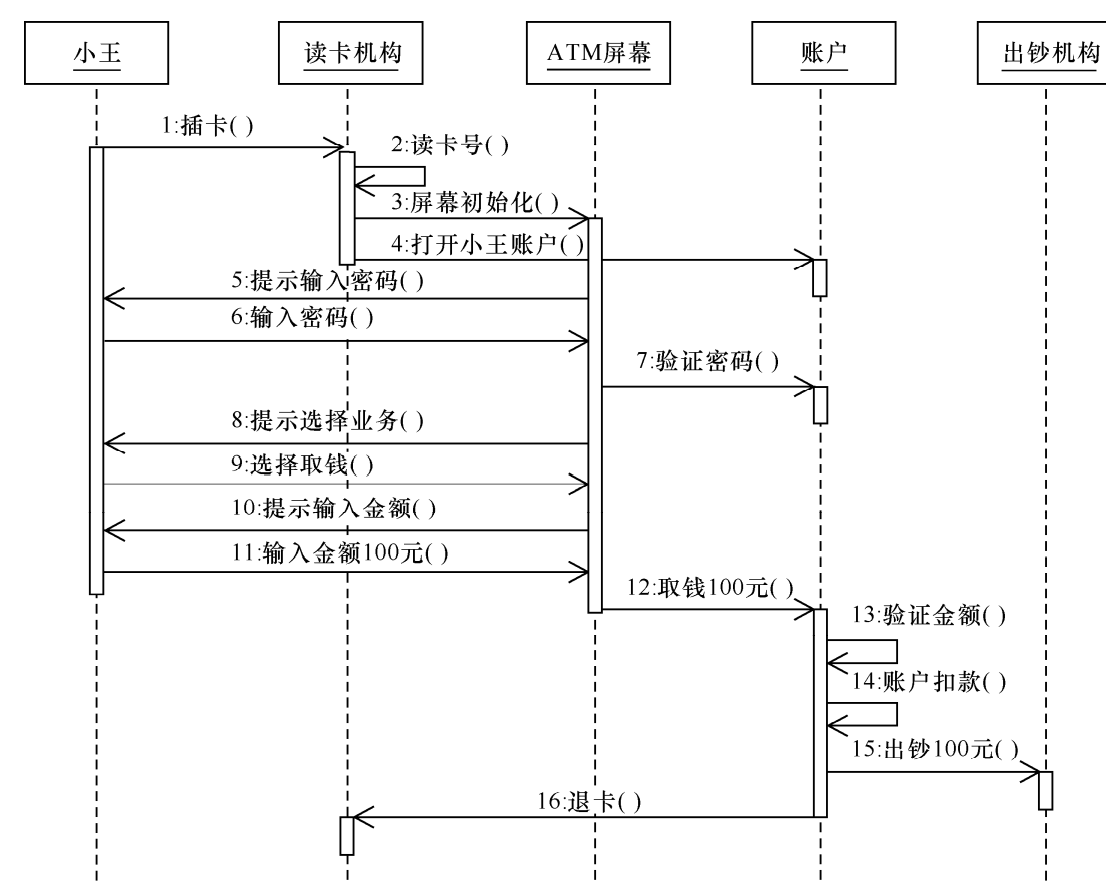 小王
读卡机构
ATM屏幕
账户
出钞机构
1:插卡( )
2:读卡号( )
3:屏幕初始化( )
4:打开小王账户( )
5:提示输入密码( )
6:输入密码( )
7:验证密码( )
8:提示选择业务( )
9:选择取钱( )
10:提示输入金额( )
11:输入金额100元( )
12:取钱100元( )
13:验证金额( )
14:账户扣款( )
15:出钞100元( )
16:退卡( )